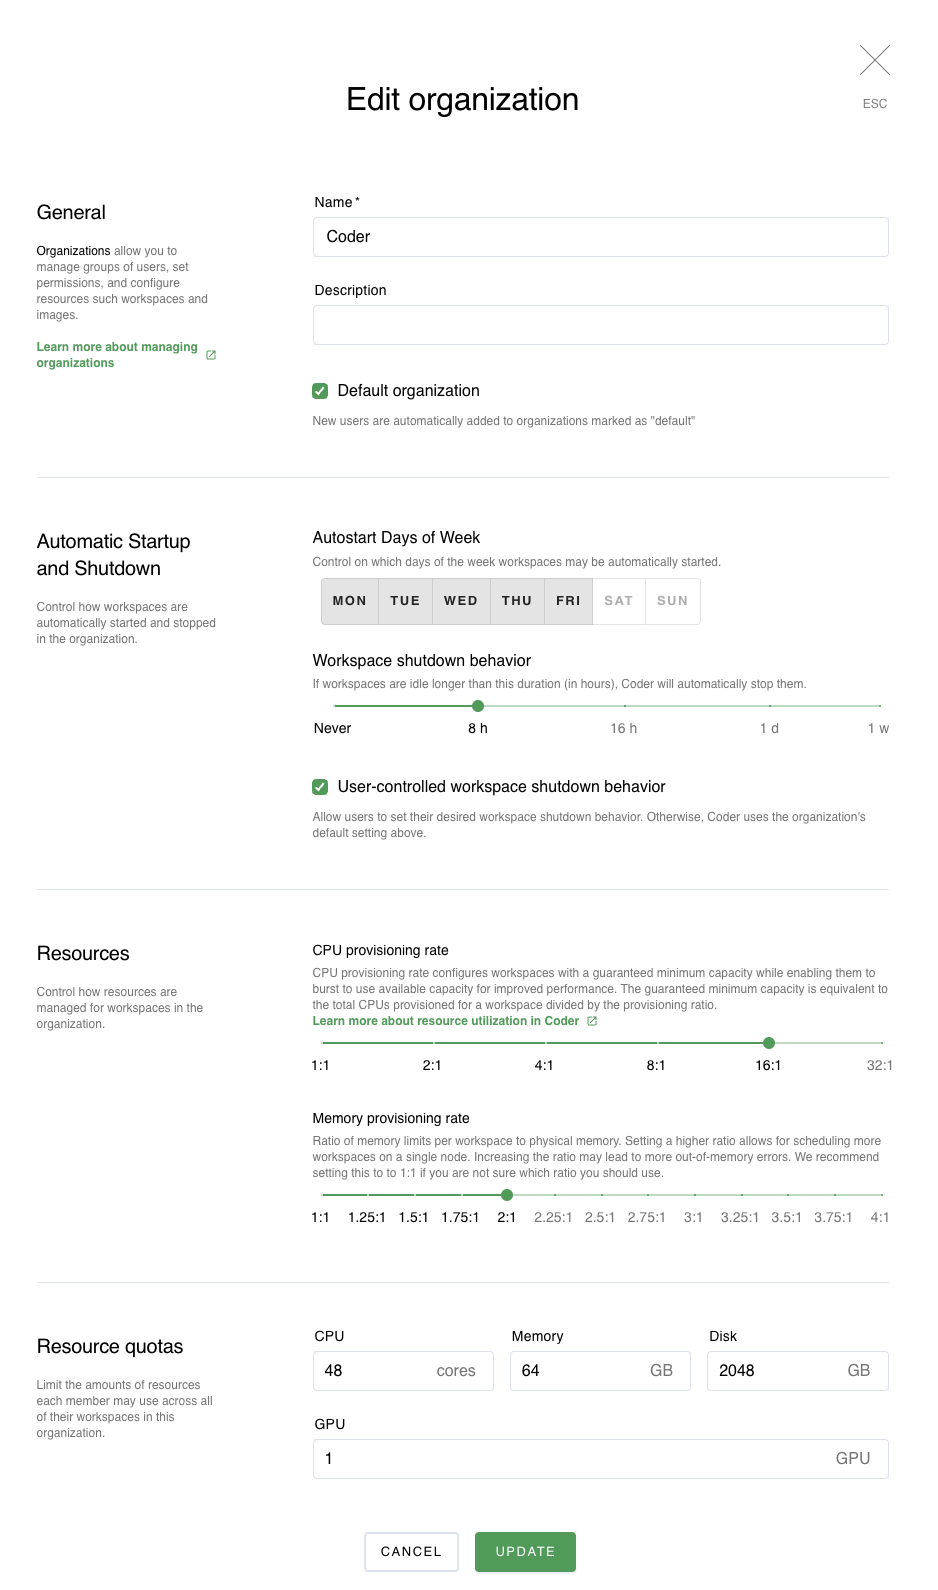 ESC
Edit organization
General
Organizations allow you to
manage groups of users, set
permissions, and configure
resources such workspaces and
images.
Learn more about managing
organizations
Name *
Coder
Description
Default organization
New users are automatically added to organizations marked as "default"
Automatic Startup
and Shutdown
Control how workspaces are
automatically started and stopped
in the organization.
Autostart Days of Week
Control on which days of the week workspaces may be automatically started.
MON TUE WED THU FRI SAT SUN
Workspace shutdown behavior
If workspaces are idle longer than this duration (in hours), Coder will automatically stop them.
Never 8 h 16 h 1 d 1 w
User-controlled workspace shutdown behavior
Allow users to set their desired workspace shutdown behavior. Otherwise, Coder uses the organization's
default setting above.
Resources
Control how resources are
managed for workspaces in the
organization.
CPU provisioning rate
CPU provisioning rate configures workspaces with a guaranteed minimum capacity while enabling them to
burst to use available capacity for improved performance. The guaranteed minimum capacity is equivalent to
the total CPUs provisioned for a workspace divided by the provisioning ratio.
Learn more about resource utilization in Coder
1:1 2:1 4:1 8:1 16:1 32:1
Memory provisioning rate
Ratio of memory limits per workspace to physical memory. Setting a higher ratio allows for scheduling more
workspaces on a single node. Increasing the ratio may lead to more out-of-memory errors. We recommend
setting this to to 1:1 if you are not sure which ratio you should use.
1:1 1.25:1 1.5:1 1.75:1 2:1 2.25:1 2.5:1 2.75:1 3:1 3.25:1 3.5:1 3.75:1 4:1
Resource quotas
Limit the amounts of resources
each member may use across all
of their workspaces in this
organization.
CPU Memory Disk
48 cores 64 GB 2048 GB
GPU
1 GPU
CANCEL UPDATE